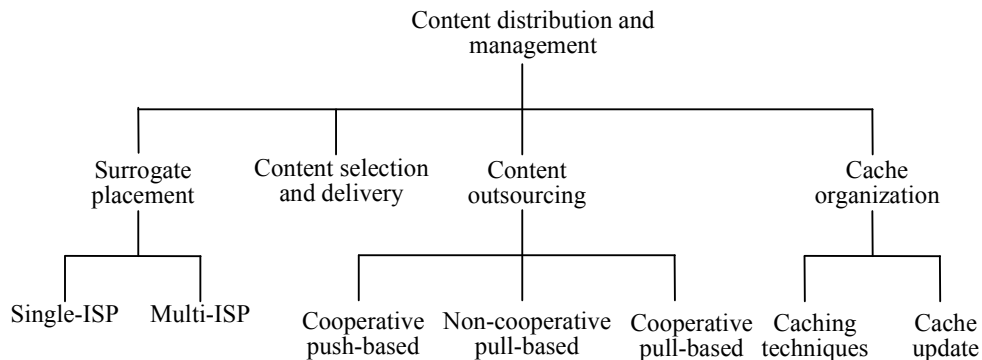 Content distribution and
management
Surrogate
placement
Content selection
and delivery
Content
outsourcing
Cache
organization
Single-ISP
Multi-ISP
Cooperative
push-based
Non-cooperative
pull-based
Cooperative
pull-based
Caching
techniques
Cache
update